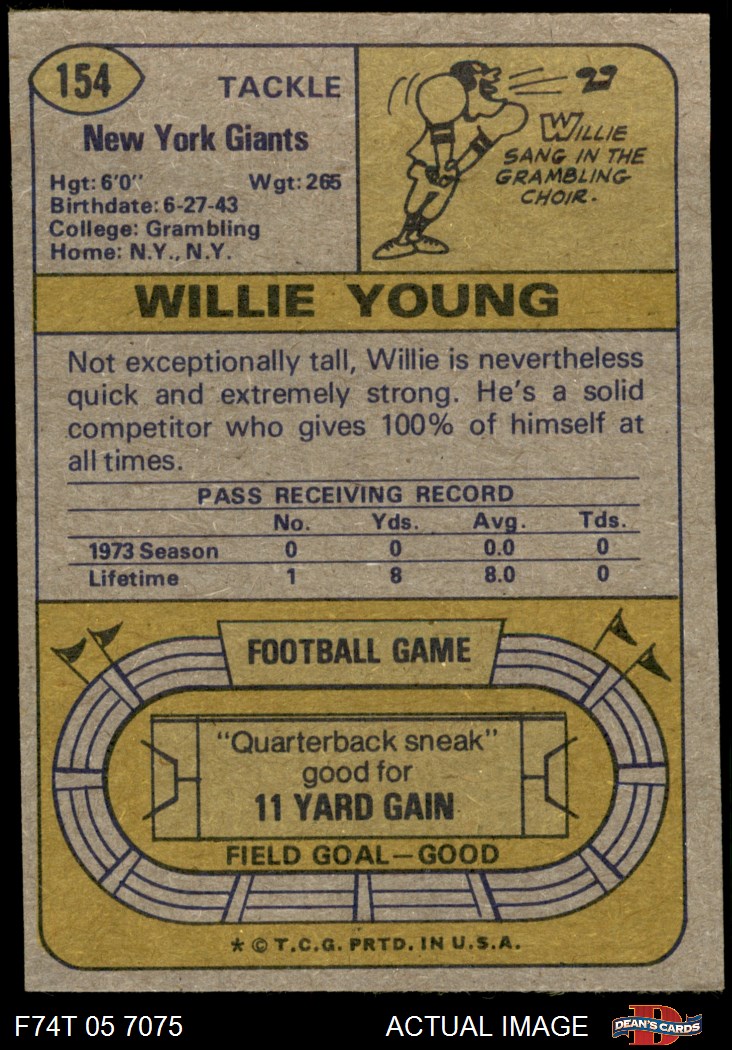 154
TACKLE
New York Giants
Hgt: 6'0" Wgt: 265
Birthdate: 6-27-43
College: Grambling
Home: N.Y., N.Y.
WILLIE
SANG IN THE
GRAMBLING
CHOIR.
WILLIE YOUNG
Not exceptionally tall, Willie is nevertheless
quick and extremely strong. He's a solid
competitor who gives 100% of himself at
all times.
PASS RECEIVING RECORD
No. Yds. Avg. Tds.
1973 Season 0 0 0.0 0
Lifetime 1 8 8.0 0
FOOTBALL GAME
"Quarterback sneak"
good for
11 YARD GAIN
FIELD GOAL—GOOD
* © T.C.G. PRTD. IN U.S.A.
F74T 05 7075 ACTUAL IMAGE
D
DEAN'S CARDS